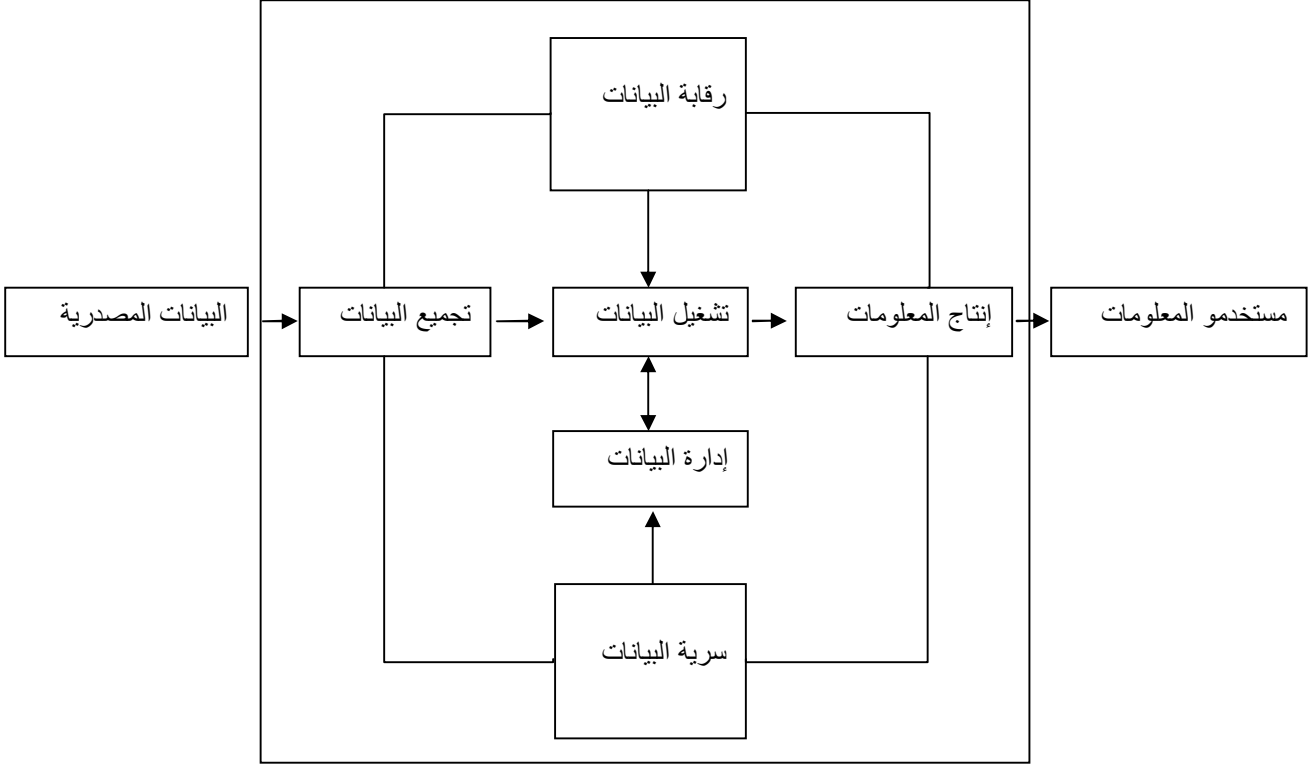 رقابة البيانات
البيانات المصدرية
تجميع البيانات
تشغيل البيانات
إنتاج المعلومات
مستخدمو المعلومات
إدارة البيانات
سرية البيانات